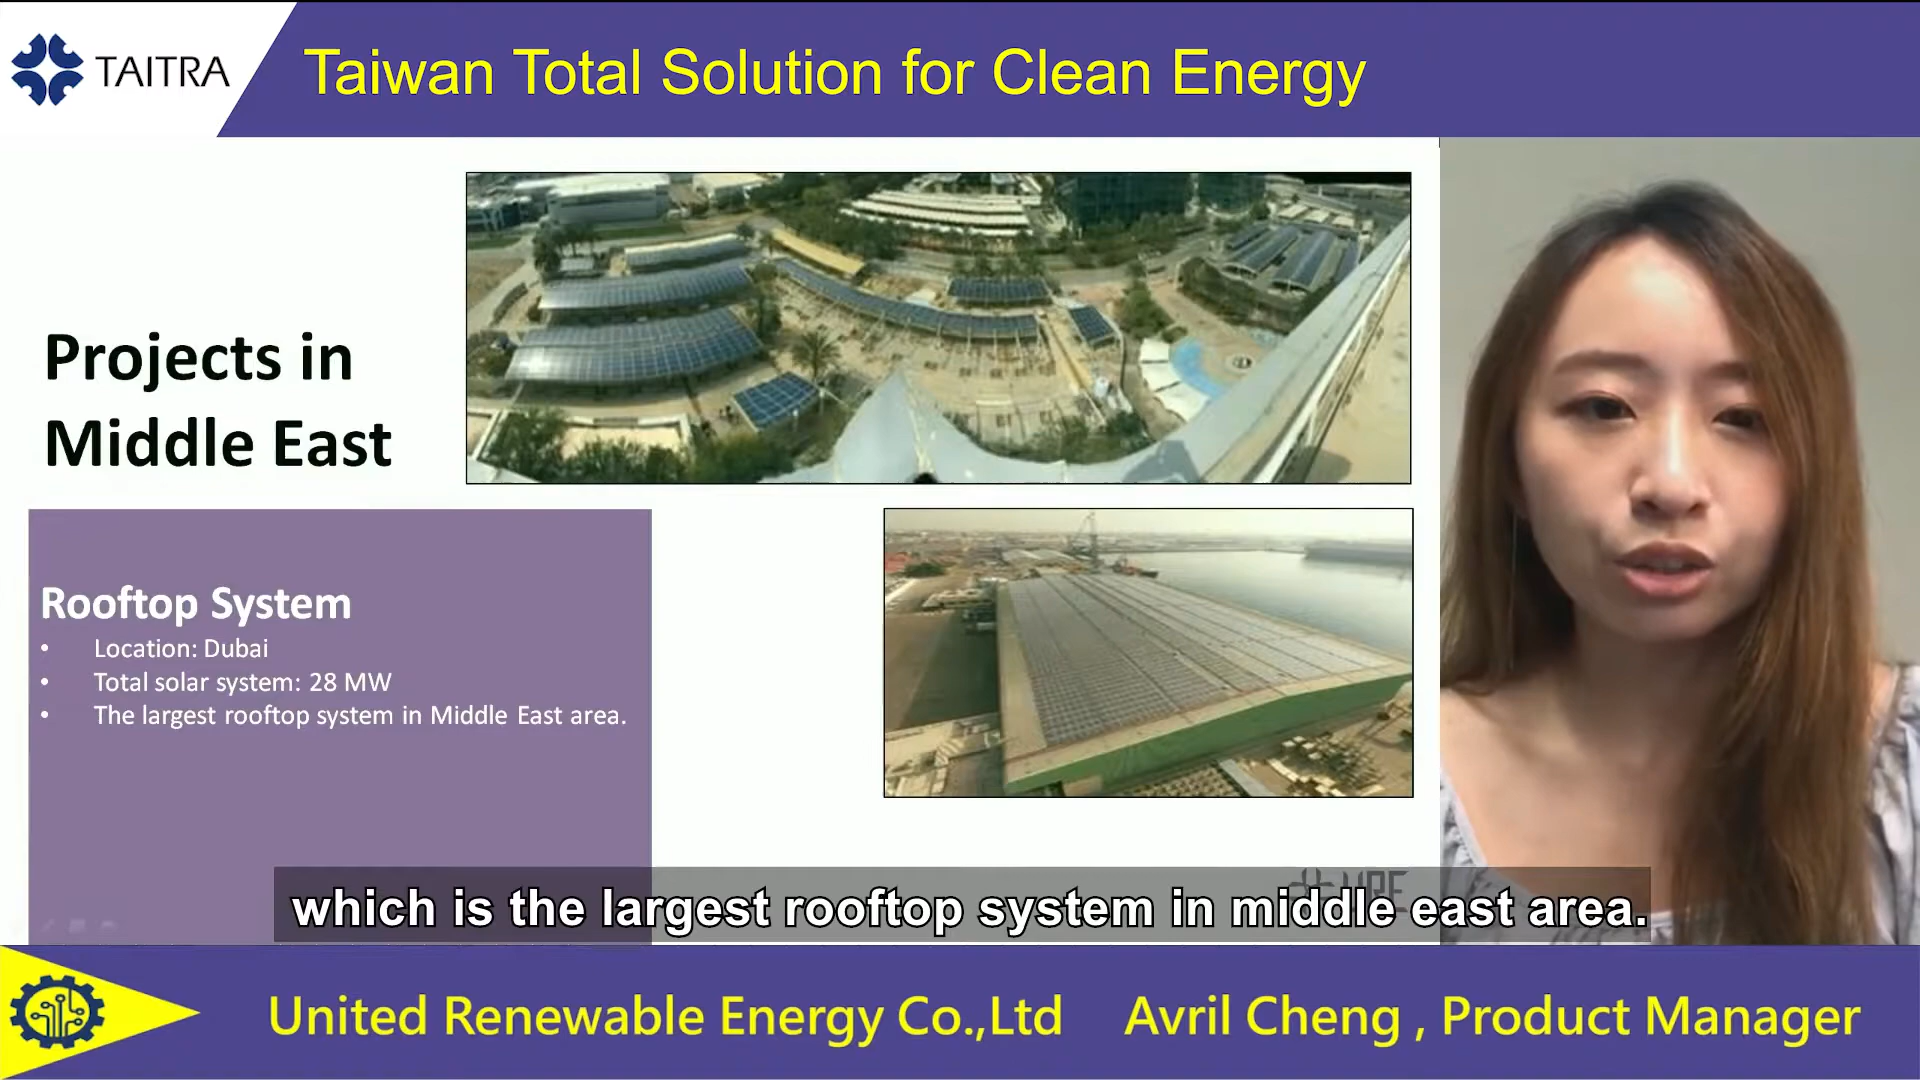 TAITRA
Taiwan Total Solution for Clean Energy
Projects in
Middle East
Rooftop System
• Location: Dubai
• Total solar system: 28 MW
• The largest rooftop system in Middle East area.
URE
which is the largest rooftop system in middle east area.
United Renewable Energy Co.,Ltd Avril Cheng , Product Manager